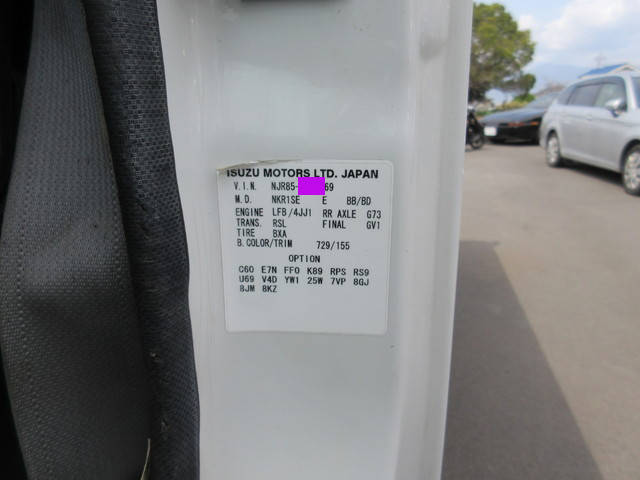 ISUZU MOTORS LTD. JAPAN
V.I.N. NJR85- 69
M.D. NKR1SE E BB/BD
ENGINE LFB/4JJ1 RR AXLE G73
TRANS. RSL FINAL GV1
TIRE BXA
B.COLOR/TRIM 729/155
OPTION
C60 E7N FF0 K89 RPS RS9
U69 V4D YW1 25W 7VP 8GJ
8JM 8KZ